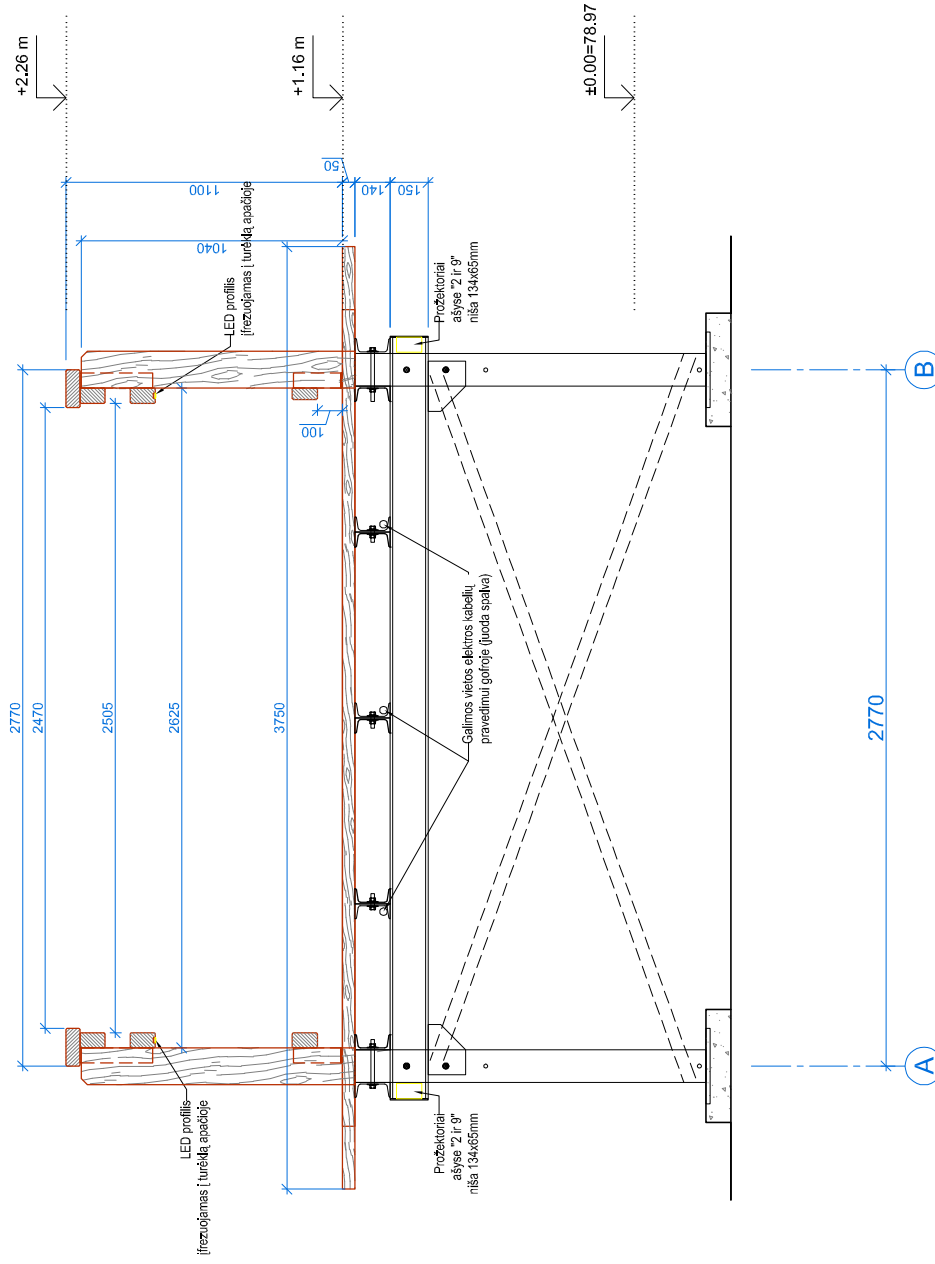 +2.26 m
+1.16 m
±0.00=78.97
2770
2470
2505
2625
3750
1100
1040
50
140
150
100
LED profilis
įfrezuojamas į turėklą apačioje
LED profilis
įfrezuojamas į turėklą apačioje
Prožektoriai
ašyse "2 ir 9"
niša 134x65mm
Prožektoriai
ašyse "2 ir 9"
niša 134x65mm
Galimos vietos elektros kabelių
pravedimui gofroje (juoda spalva)
2770
A
B